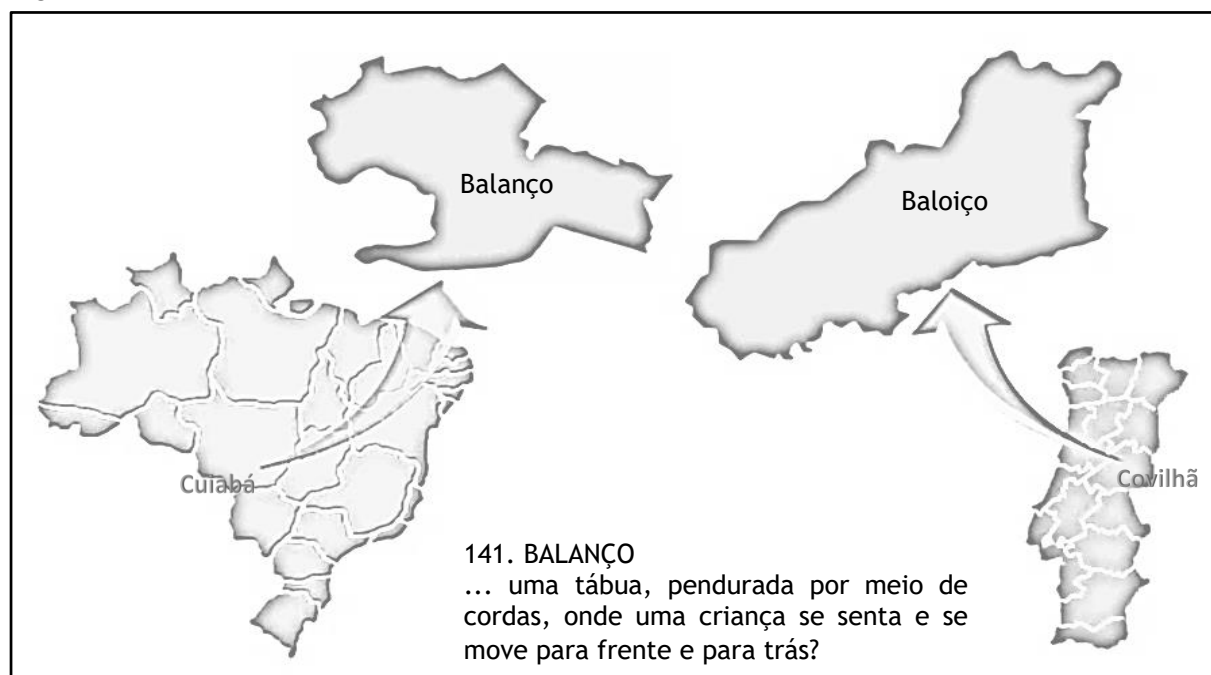 Balanço
Baloiço
Cuiabá
Covilhã
141. BALANÇO
... uma tábua, pendurada por meio de
cordas, onde uma criança se senta e se
move para frente e para trás?